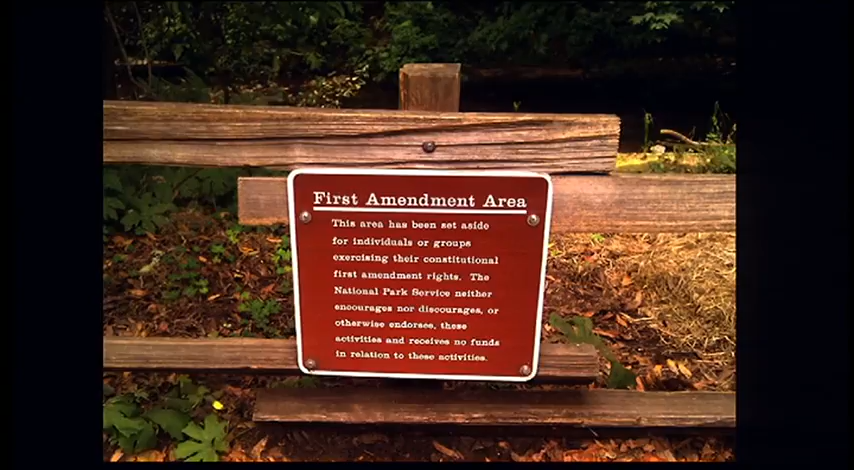 First Amendment Area
This area has been set aside
for individuals or groups
exercising their constitutional
first amendment rights. The
National Park Service neither
encourages nor discourages, or
otherwise endorses, these
activities and receives no funds
in relation to these activities.